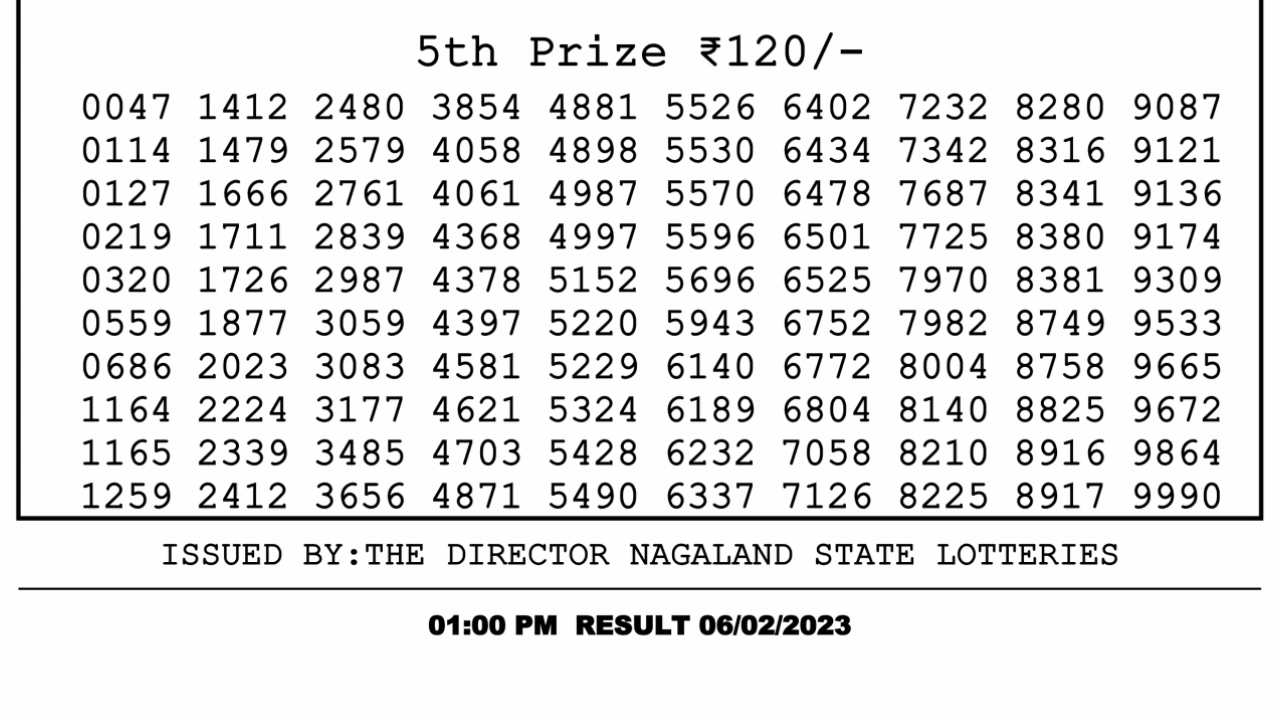 5th Prize ₹120/-
0047 1412 2480 3854 4881 5526 6402 7232 8280 9087
0114 1479 2579 4058 4898 5530 6434 7342 8316 9121
0127 1666 2761 4061 4987 5570 6478 7687 8341 9136
0219 1711 2839 4368 4997 5596 6501 7725 8380 9174
0320 1726 2987 4378 5152 5696 6525 7970 8381 9309
0559 1877 3059 4397 5220 5943 6752 7982 8749 9533
0686 2023 3083 4581 5229 6140 6772 8004 8758 9665
1164 2224 3177 4621 5324 6189 6804 8140 8825 9672
1165 2339 3485 4703 5428 6232 7058 8210 8916 9864
1259 2412 3656 4871 5490 6337 7126 8225 8917 9990
ISSUED BY:THE DIRECTOR NAGALAND STATE LOTTERIES
01:00 PM RESULT 06/02/2023